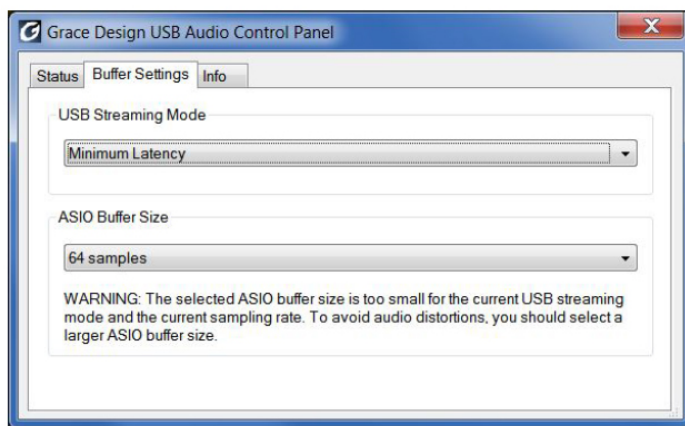 Grace Design USB Audio Control Panel
Status Buffer Settings Info
USB Streaming Mode
Minimum Latency
ASIO Buffer Size
64 samples
WARNING: The selected ASIO buffer size is too small for the current USB streaming
mode and the current sampling rate. To avoid audio distortions, you should select a
larger ASIO buffer size.